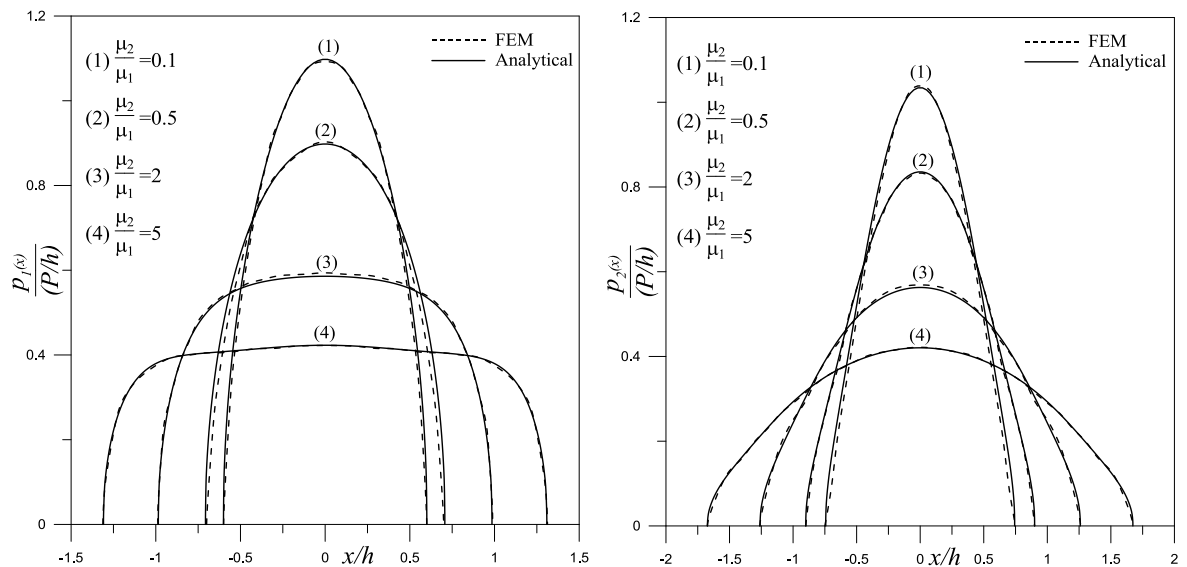 1.2
0.8
0.4
0
-1.5
-1
-0.5
0
0.5
1
1.5
x/h
p1(x)
(P/h)
(1) μ2/μ1=0.1
(2) μ2/μ1=0.5
(3) μ2/μ1=2
(4) μ2/μ1=5
FEM
Analytical
(1)
(2)
(3)
(4)
1.2
0.8
0.4
0
-2
-1.5
-1
-0.5
0
0.5
1
1.5
2
x/h
p2(x)
(P/h)
(1) μ2/μ1=0.1
(2) μ2/μ1=0.5
(3) μ2/μ1=2
(4) μ2/μ1=5
FEM
Analytical
(1)
(2)
(3)
(4)